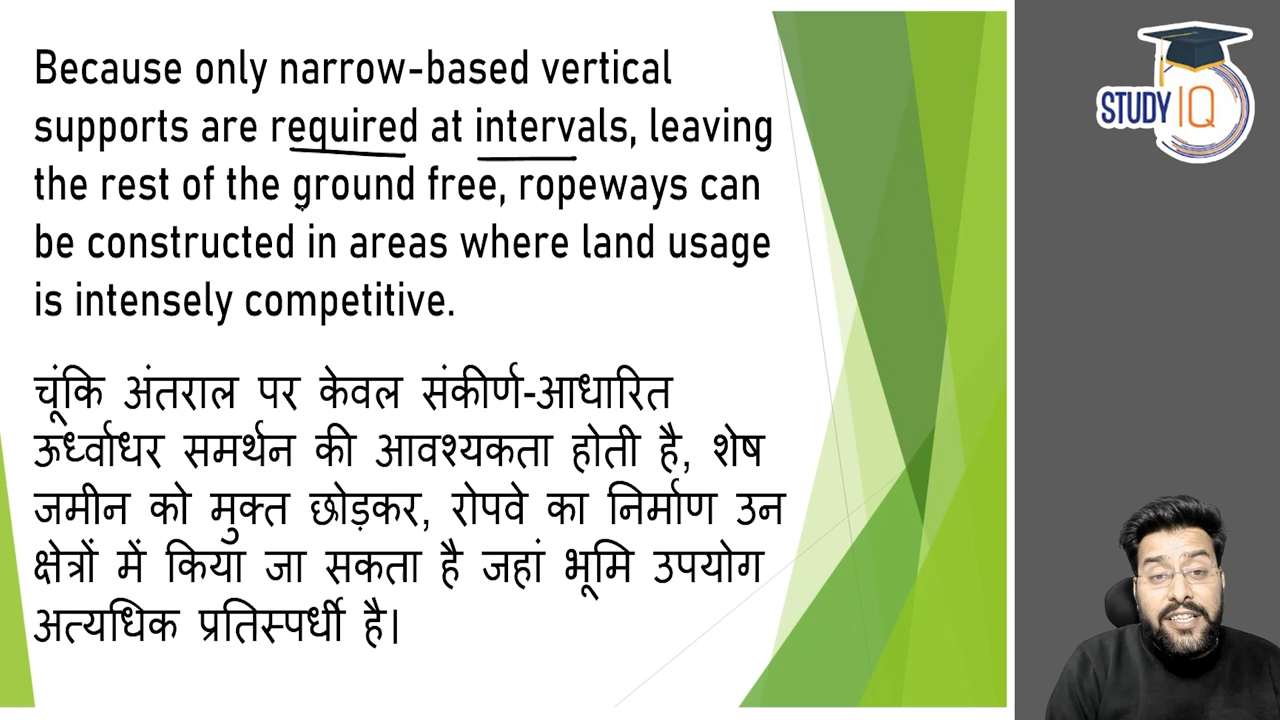 Because only narrow-based vertical
supports are required at intervals, leaving
the rest of the ground free, ropeways can
be constructed in areas where land usage
is intensely competitive.
चूंकि अंतराल पर केवल संकीर्ण-आधारित
ऊर्ध्वाधर समर्थन की आवश्यकता होती है, शेष
जमीन को मुक्त छोड़कर, रोपवे का निर्माण उन
क्षेत्रों में किया जा सकता है जहां भूमि उपयोग
अत्यधिक प्रतिस्पर्धी है।
STUDY IQ